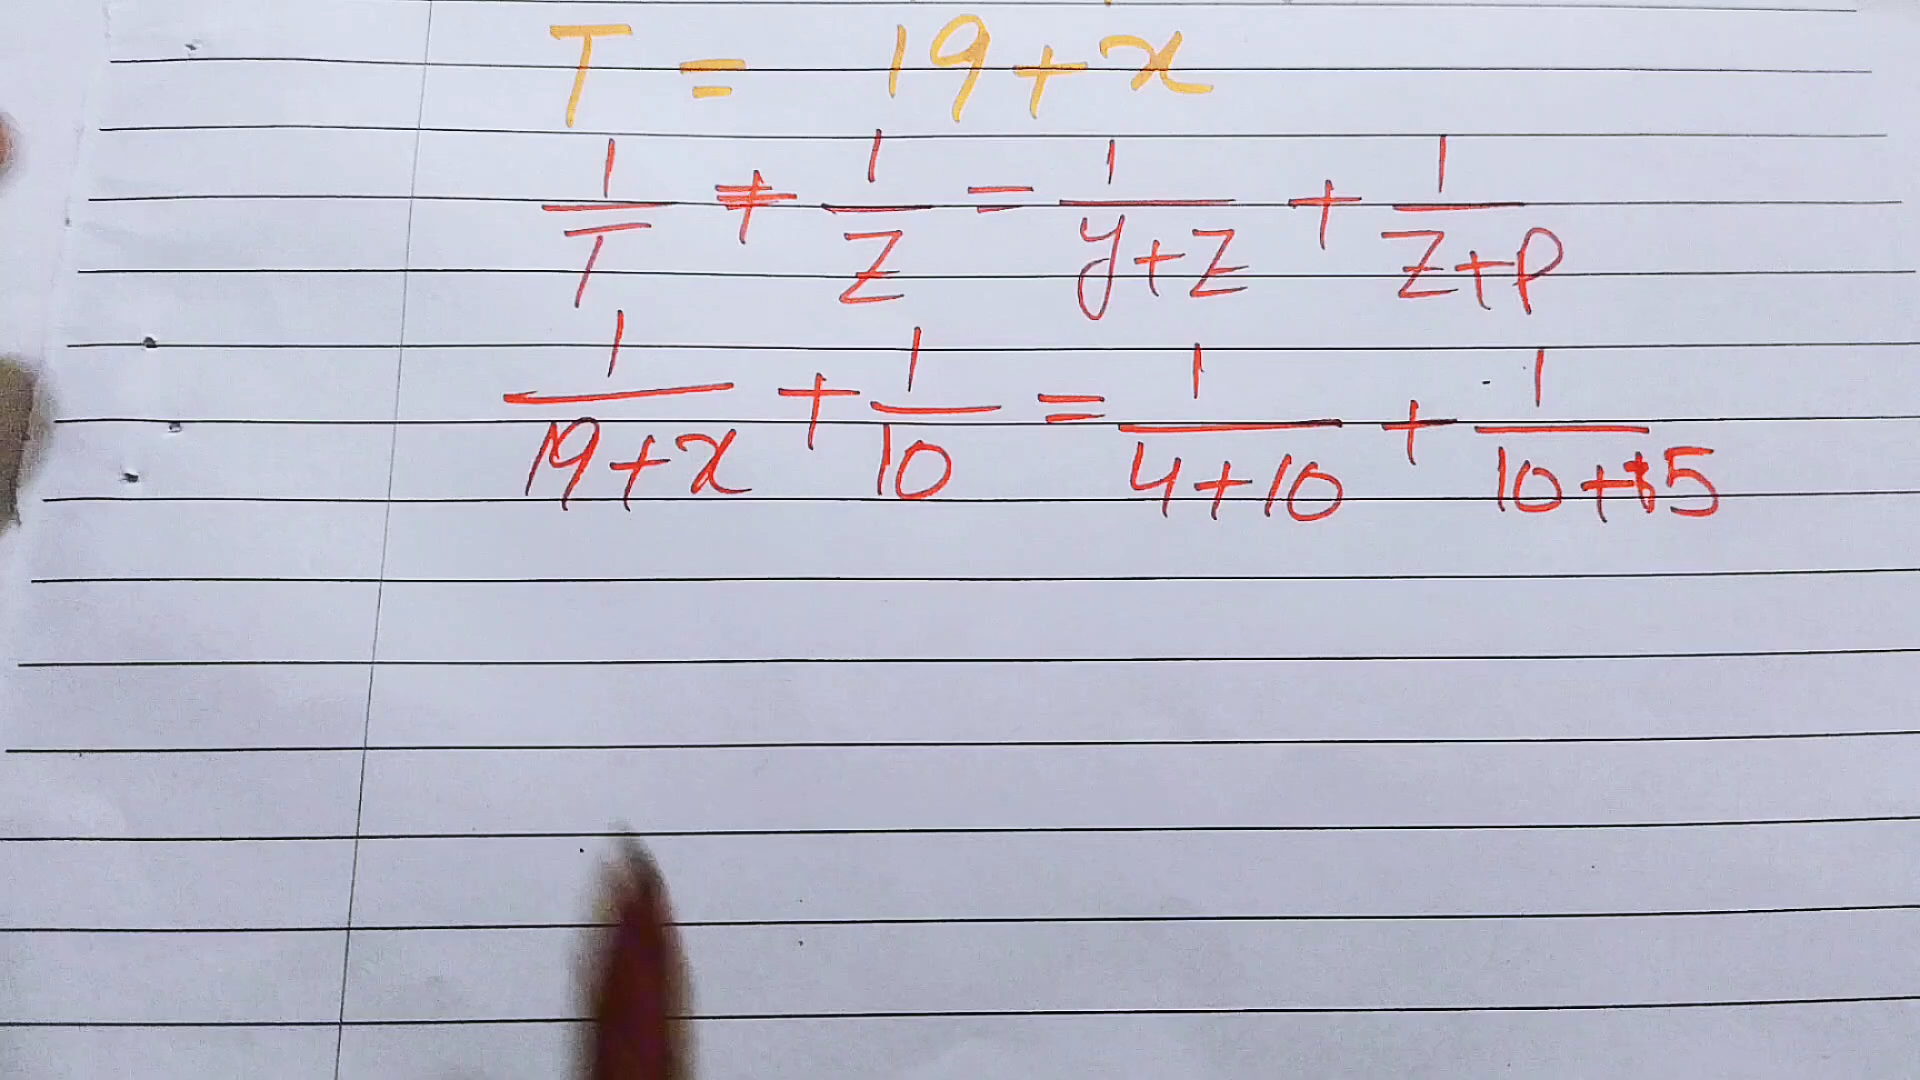 T = 19+x
1/T + 1/z = 1/(y+z) + 1/(z+p)
1/(19+x) + 1/10 = 1/(4+10) + 1/(10+5)